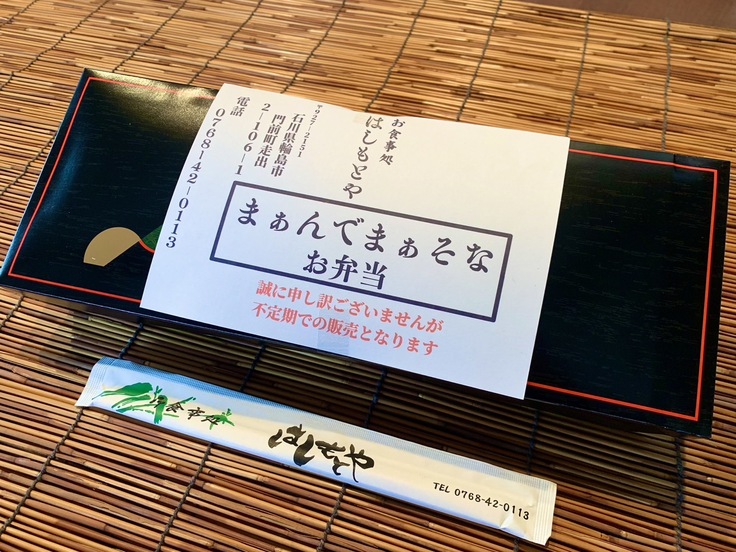 お食事処
はしもとや
〒927-2151
石川県輪島市
門前町走出
2-106-1
電話
0768-42-0113
まぁんでまぁそな
お弁当
誠に申し訳ございませんが
不定期での販売となります
お食事処
はしもとや
TEL 0768-42-0113